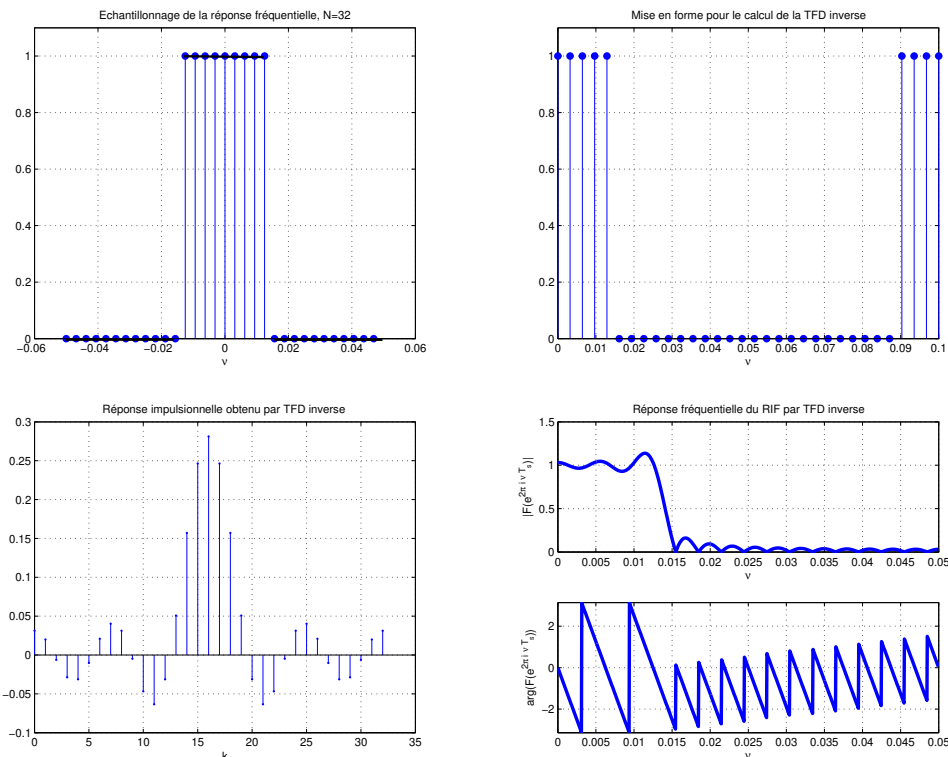 Echantillonnage de la réponse fréquentielle, N=32
1
0.8
0.6
0.4
0.2
0
−0.06 −0.04 −0.02 0 0.02 0.04 0.06
ν
Mise en forme pour le calcul de la TFD inverse
1
0.8
0.6
0.4
0.2
0
0 0.01 0.02 0.03 0.04 0.05 0.06 0.07 0.08 0.09 0.1
ν
Réponse impulsionnelle obtenu par TFD inverse
0.3
0.25
0.2
0.15
0.1
0.05
0
−0.05
−0.1
0 5 10 15 20 25 30 35
k
Réponse fréquentielle du RIF par TFD inverse
|F(e^{2π i ν T_s})|
1.5
1
0.5
0
0 0.005 0.01 0.015 0.02 0.025 0.03 0.035 0.04 0.045 0.05
ν
arg(F(e^{2π i ν T_s}))
2
0
−2
0 0.005 0.01 0.015 0.02 0.025 0.03 0.035 0.04 0.045 0.05
ν